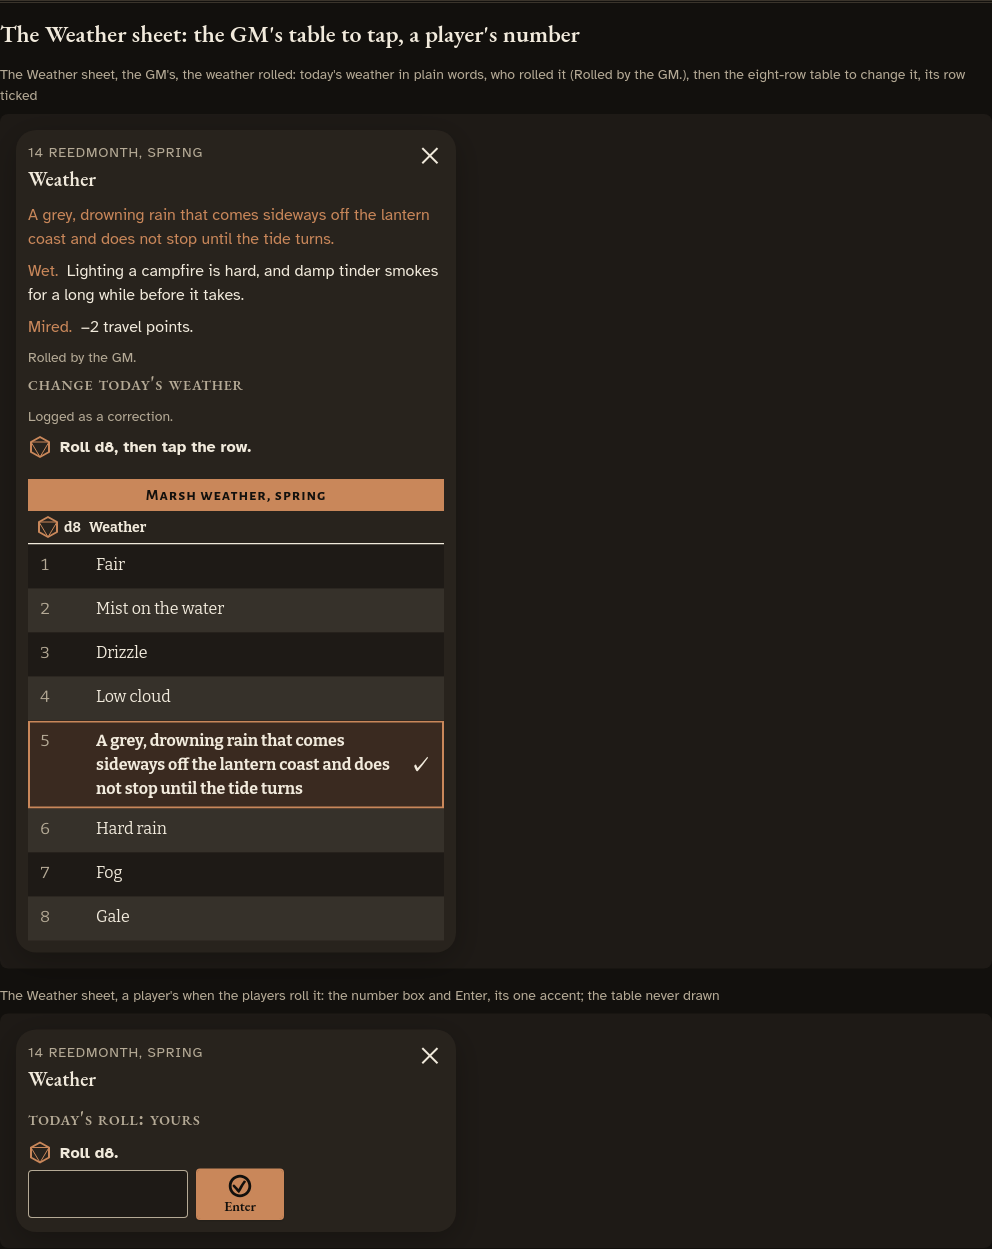 The Weather sheet: the GM's table to tap, a player's number
The Weather sheet, the GM's, the weather rolled: today's weather in plain words, who rolled it (Rolled by the GM.), then the eight-row table to change it, its row
ticked
14 REEDMONTH, SPRING
Weather
A grey, drowning rain that comes sideways off the lantern
coast and does not stop until the tide turns.
Wet. Lighting a campfire is hard, and damp tinder smokes
for a long while before it takes.
Mired. −2 travel points.
Rolled by the GM.
CHANGE TODAY'S WEATHER
Logged as a correction.
Roll d8, then tap the row.
MARSH WEATHER, SPRING
d8 Weather
1 Fair
2 Mist on the water
3 Drizzle
4 Low cloud
5 A grey, drowning rain that comes
sideways off the lantern coast and does
not stop until the tide turns
6 Hard rain
7 Fog
8 Gale
The Weather sheet, a player's when the players roll it: the number box and Enter, its one accent; the table never drawn
14 REEDMONTH, SPRING
Weather
TODAY'S ROLL: YOURS
Roll d8.
Enter